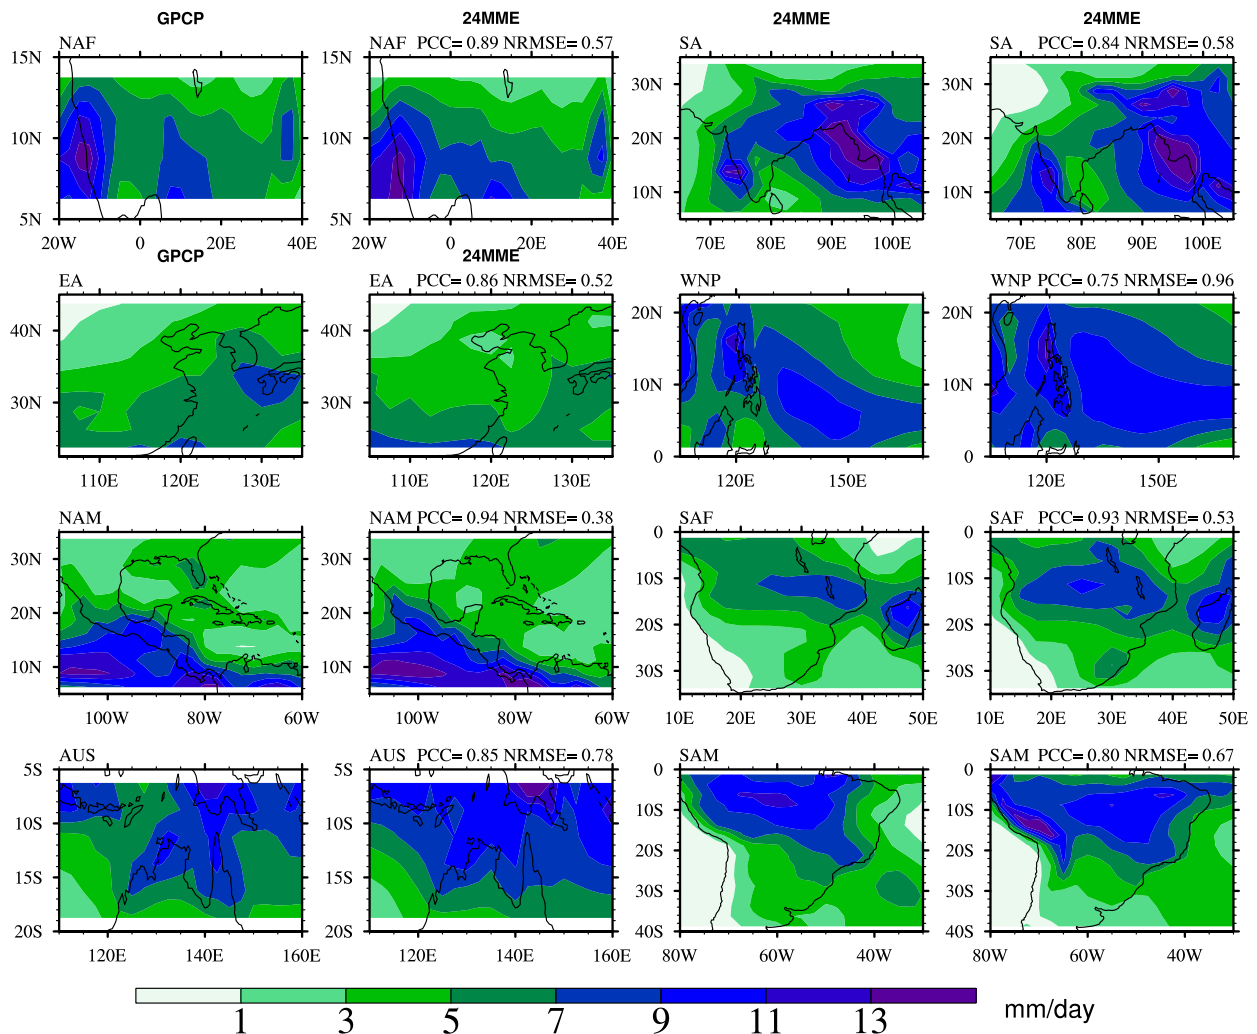 GPCP 24MME 24MME 24MME
NAF NAF PCC= 0.89 NRMSE= 0.57 SA SA PCC= 0.84 NRMSE= 0.58
15N 15N
30N 30N
10N 10N
20N 20N
10N 10N
5N 5N
20W 0 20E 40E 20W 0 20E 40E 70E 80E 90E 100E 70E 80E 90E 100E
GPCP 24MME
EA EA PCC= 0.86 NRMSE= 0.52 WNP WNP PCC= 0.75 NRMSE= 0.96
20N 20N
40N 40N
10N 10N
30N 30N
0 0
110E 120E 130E 110E 120E 130E 120E 150E 120E 150E
NAM NAM PCC= 0.94 NRMSE= 0.38 SAF SAF PCC= 0.93 NRMSE= 0.53
0 0
30N 30N
10S 10S
20N 20N
20S 20S
10N 10N
30S 30S
100W 80W 60W 100W 80W 60W 10E 20E 30E 40E 50E 10E 20E 30E 40E 50E
AUS AUS PCC= 0.85 NRMSE= 0.78 SAM SAM PCC= 0.80 NRMSE= 0.67
5S 5S 0 0
10S 10S 10S 10S
15S 15S 20S 20S
30S 30S
20S 20S 40S 40S
120E 140E 160E 120E 140E 160E 80W 60W 40W 80W 60W 40W
1 3 5 7 9 11 13 mm/day